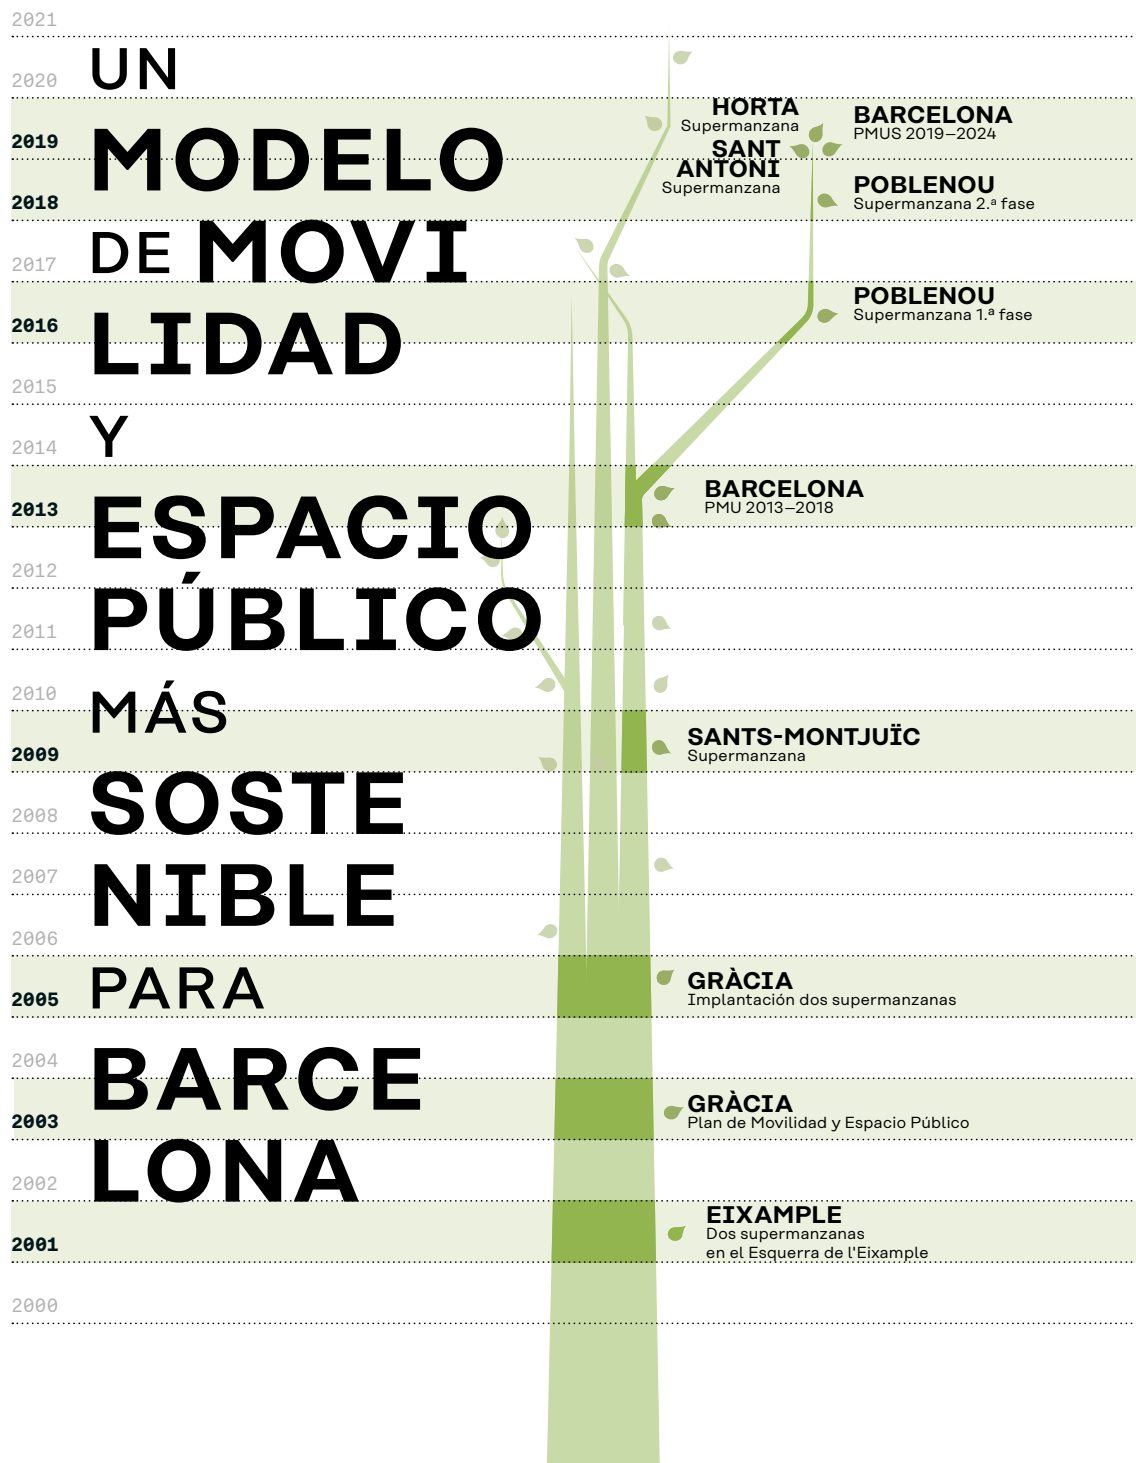 2021
UN
2020
HORTA
Supermanzana
BARCELONA
PMUS 2019–2024
2019
MODELO
SANT
ANTONI
Supermanzana
POBLENOU
Supermanzana 2.ª fase
2018
DE MOVI
2017
POBLENOU
Supermanzana 1.ª fase
2016
LIDAD
2015
Y
2014
BARCELONA
PMU 2013–2018
2013
ESPACIO
2012
PÚBLICO
2011
2010
MÁS
SANTS-MONTJUÏC
Supermanzana
2009
SOSTE
2008
NIBLE
2007
2006
PARA
GRÀCIA
Implantación dos supermanzanas
2005
2004
BARCE
GRÀCIA
Plan de Movilidad y Espacio Público
2003
LONA
2002
EIXAMPLE
Dos supermanzanas
en el Esquerra de l'Eixample
2001
2000